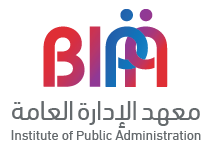 BIPA
معهد الإدارة العامة
Institute of Public Administration